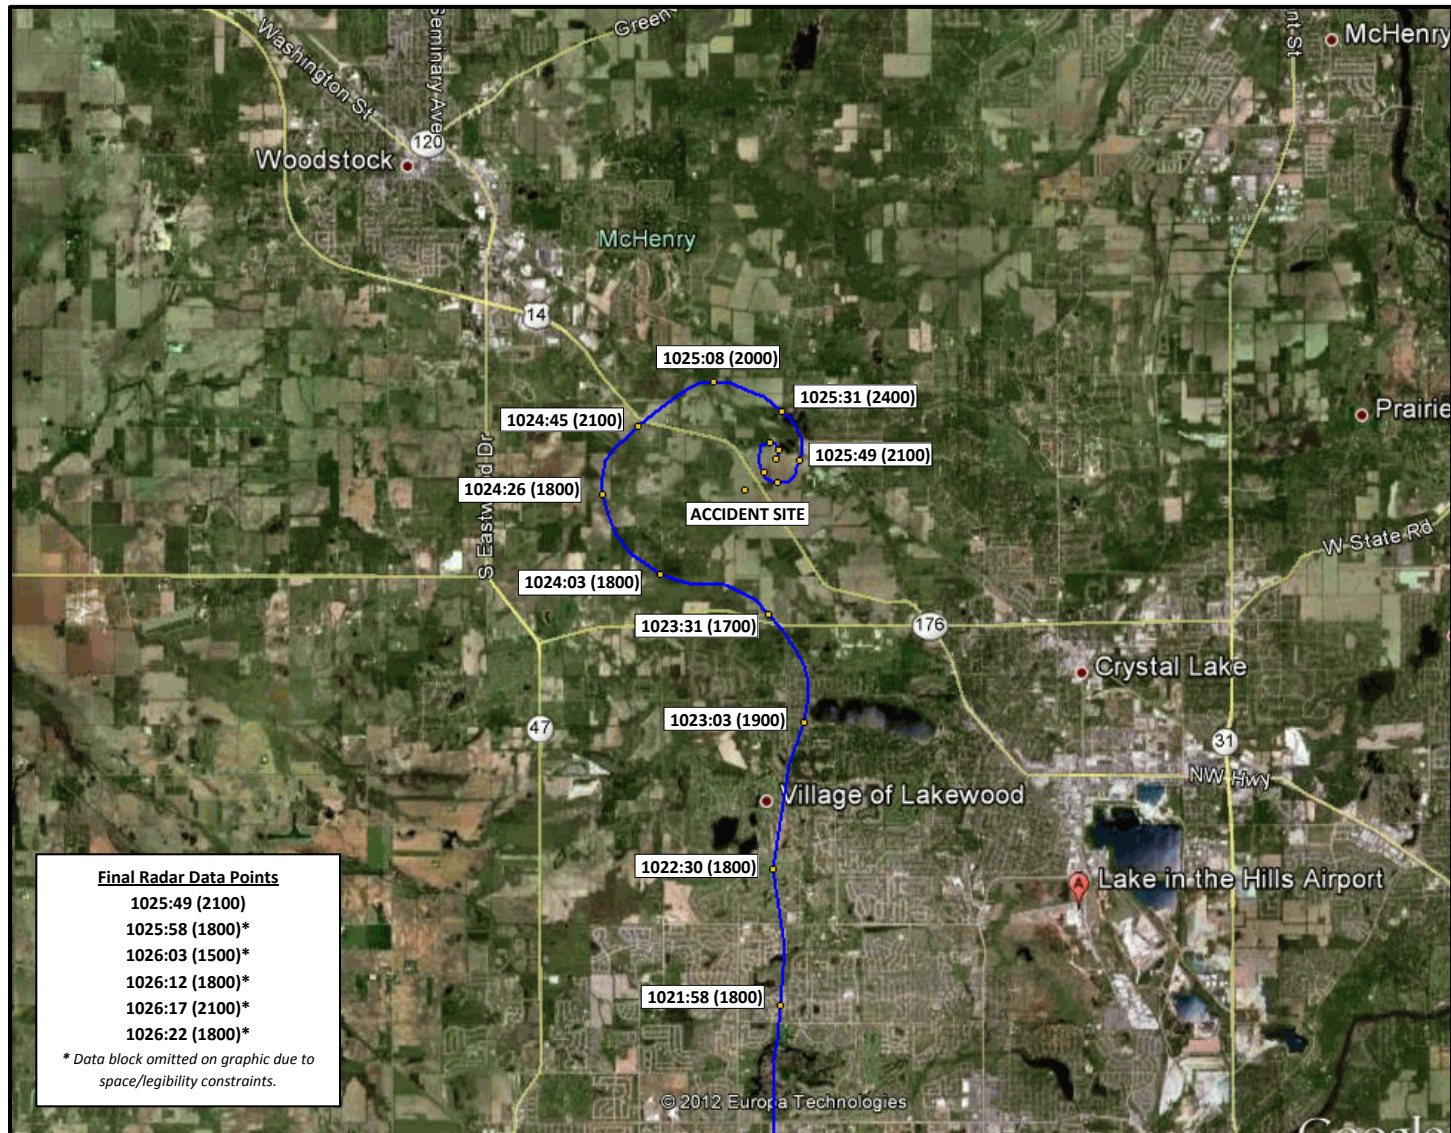 Washington St
Seminary Ave
Green
nt St
McHenry
120
Woodstock
McHenry
14
1025:08 (2000)
1025:31 (2400)
Prairie
1024:45 (2100)
1025:49 (2100)
S Eastwood Dr
1024:26 (1800)
ACCIDENT SITE
W State Rd
1024:03 (1800)
1023:31 (1700)
176
Crystal Lake
1023:03 (1900)
47
31
NW Hwy
Village of Lakewood
1022:30 (1800)
A
Lake in the Hills Airport
Final Radar Data Points
1025:49 (2100)
1025:58 (1800)*
1026:03 (1500)*
1026:12 (1800)*
1026:17 (2100)*
1026:22 (1800)*
* Data block omitted on graphic due to
space/legibility constraints.
1021:58 (1800)
© 2012 Europa Technologies
Google